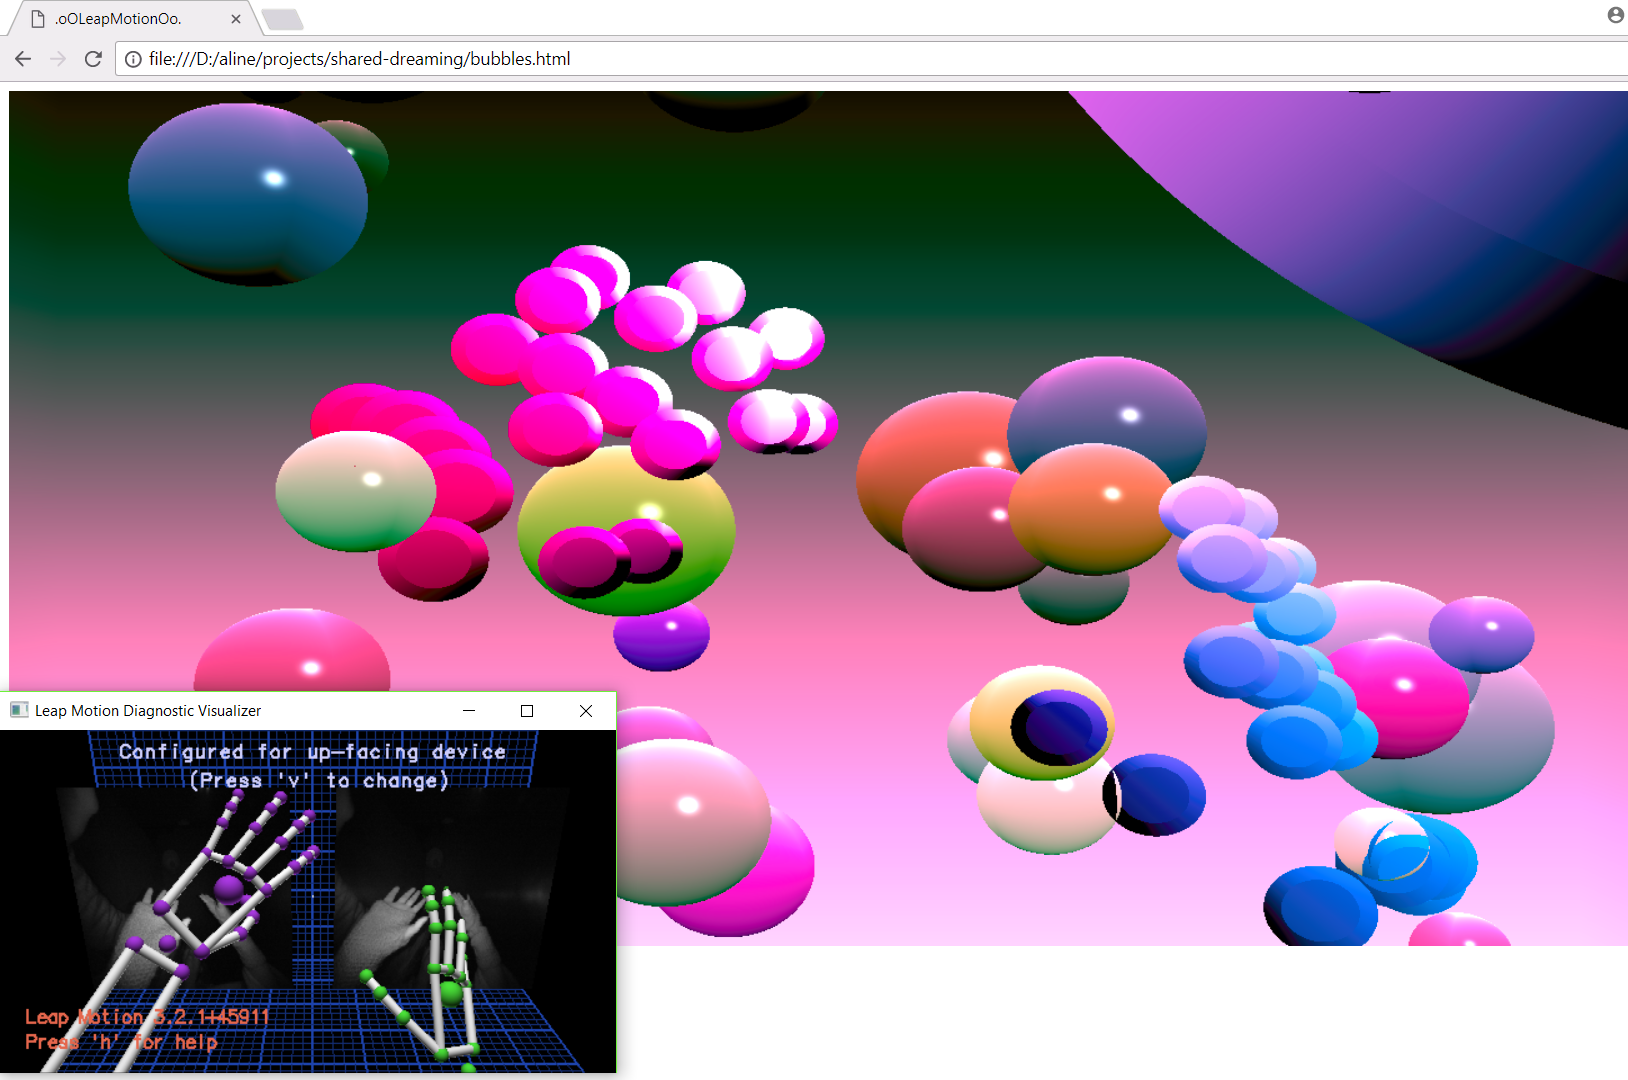 .oOLeapMotionOo.
file:///D:/aline/projects/shared-dreaming/bubbles.html
Leap Motion Diagnostic Visualizer
Configured for up-facing device
(Press 'v' to change)
Leap Motion 3.2.1+45911
Press 'h' for help